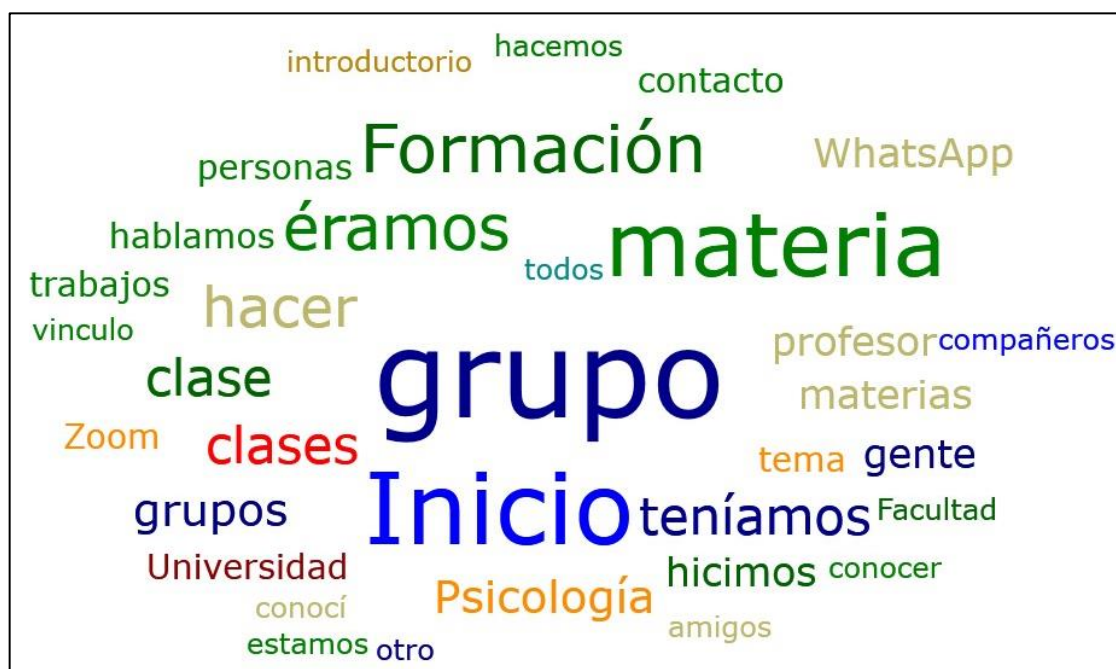 hacemos
introductorio
contacto
Formación
WhatsApp
personas
éramos
materia
hablamos
todos
trabajos
hacer
vinculo
grupo
profesor compañeros
clase
materias
Zoom
clases
tema
gente
Inicio
grupos
teníamos
Facultad
Universidad
hicimos
conocer
Psicología
conocí
amigos
estamos
otro